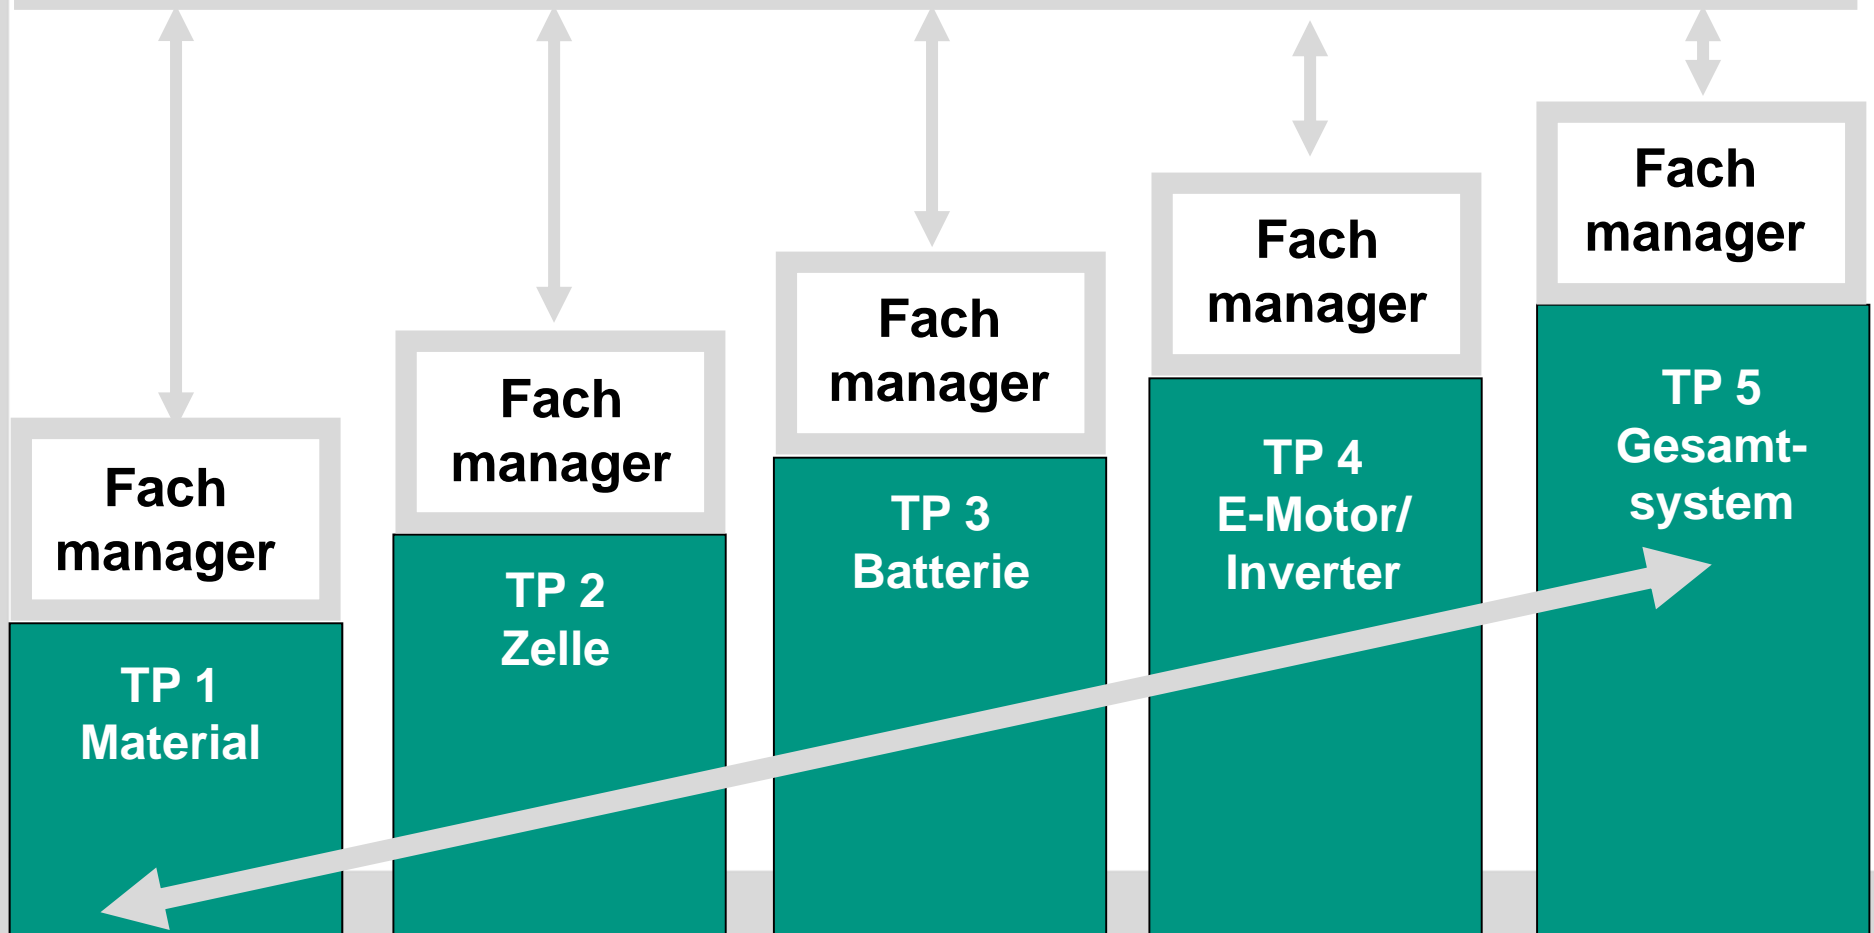 Fach
manager
TP 1
Material
Fach
manager
TP 2
Zelle
Fach
manager
TP 3
Batterie
Fach
manager
TP 4
E-Motor/
Inverter
Fach
manager
TP 5
Gesamt-
system